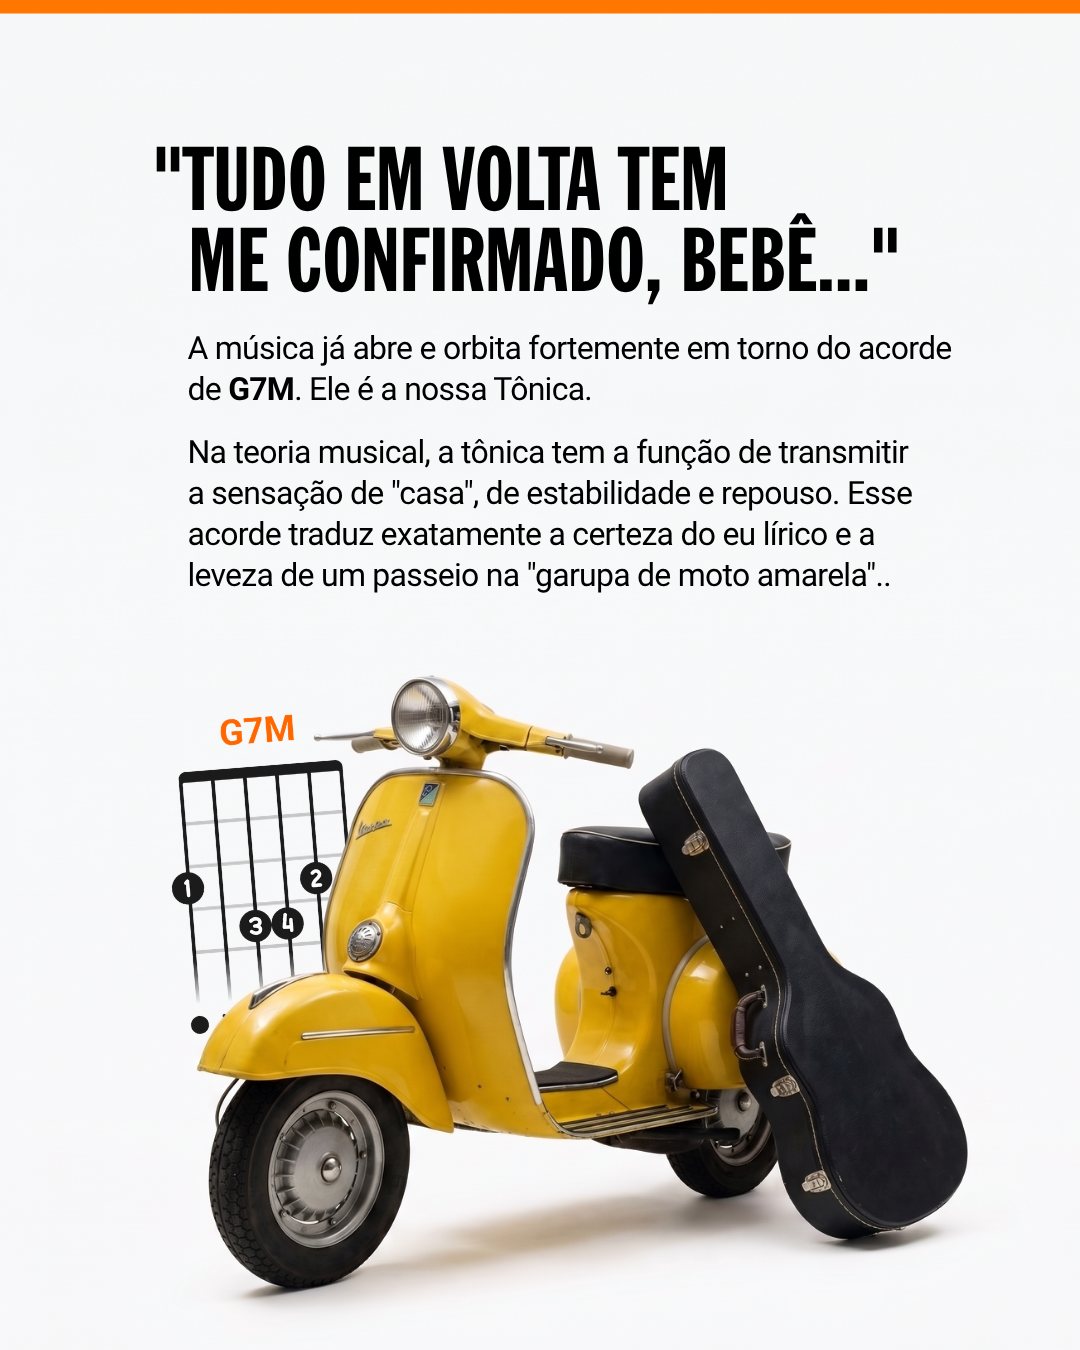 "TUDO EM VOLTA TEM
ME CONFIRMADO, BEBÊ..."
A música já abre e orbita fortemente em torno do acorde
de G7M. Ele é a nossa Tônica.
Na teoria musical, a tônica tem a função de transmitir
a sensação de "casa", de estabilidade e repouso. Esse
acorde traduz exatamente a certeza do eu lírico e a
leveza de um passeio na "garupa de moto amarela"..
G7M
1
2
3
4